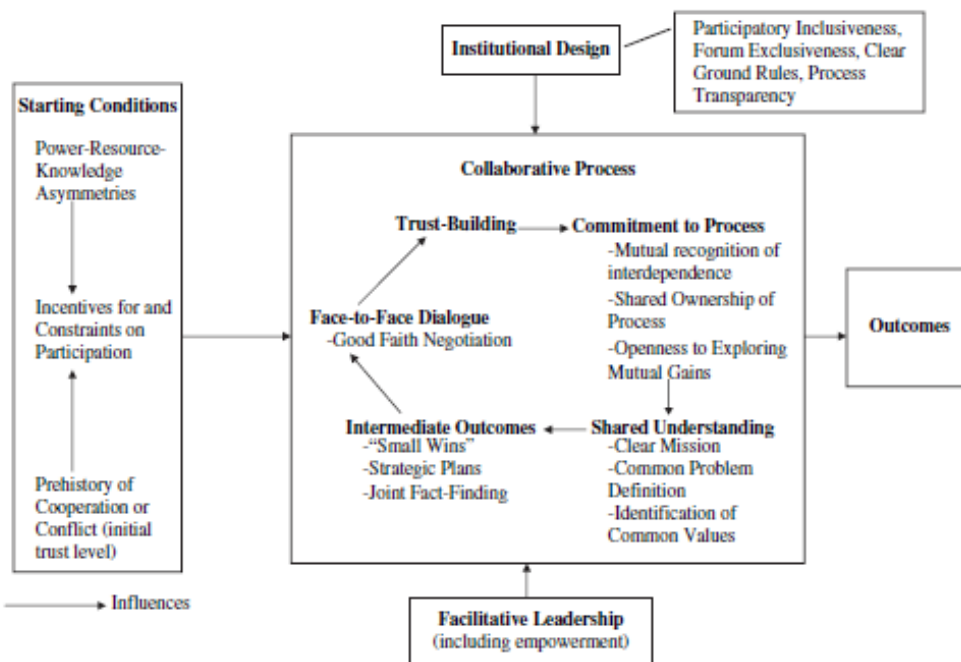 Institutional Design
Participatory Inclusiveness,
Forum Exclusiveness, Clear
Ground Rules, Process
Transparency
Starting Conditions
Power-Resource-
Knowledge
Asymmetries
Incentives for and
Constraints on
Participation
Prehistory of
Cooperation or
Conflict (initial
trust level)
Collaborative Process
Trust-Building
Commitment to Process
-Mutual recognition of
interdependence
-Shared Ownership of
Process
-Openness to Exploring
Mutual Gains
Face-to-Face Dialogue
-Good Faith Negotiation
Intermediate Outcomes
-“Small Wins”
-Strategic Plans
-Joint Fact-Finding
Shared Understanding
-Clear Mission
-Common Problem
Definition
-Identification of
Common Values
Outcomes
Influences
Facilitative Leadership
(including empowerment)